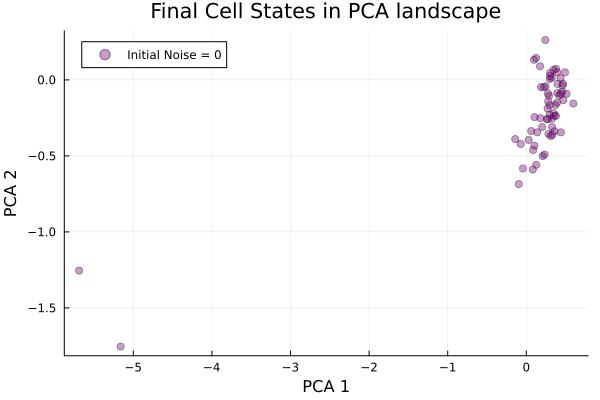 Final Cell States in PCA landscape
Initial Noise = 0
PCA 2
0.0
−0.5
−1.0
−1.5
−5
−4
−3
−2
−1
0
PCA 1